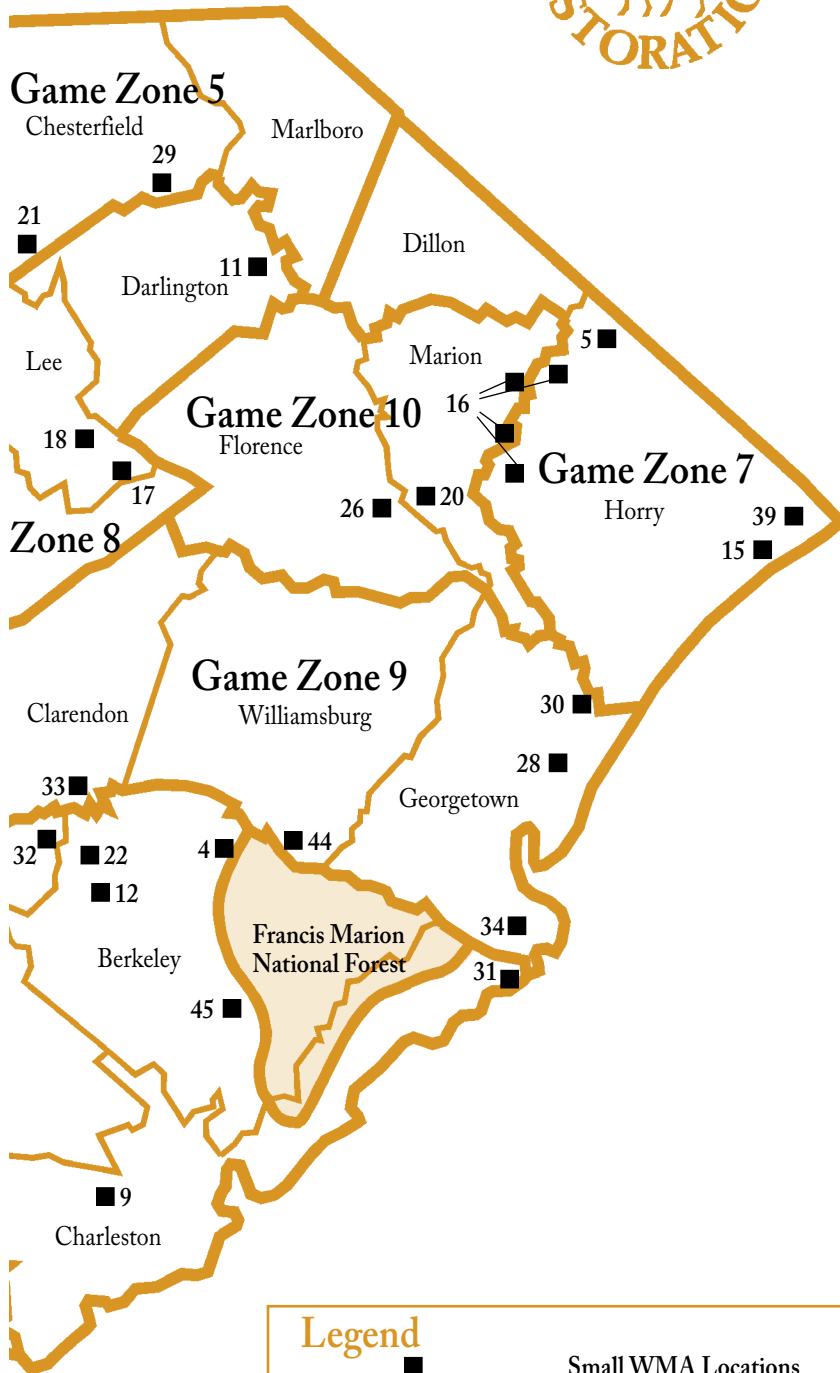 STORATIO
Game Zone 5
Chesterfield
Marlboro
29
21
Dillon
11
Darlington
5
Marion
Lee
16
Game Zone 10
Florence
18
17
Game Zone 7
20
26
Horry
39
15
Zone 8
Game Zone 9
Williamsburg
Clarendon
30
28
33
Georgetown
44
4
32
22
12
34
Francis Marion
National Forest
Berkeley
31
45
9
Charleston
Legend
Small WMA Locations